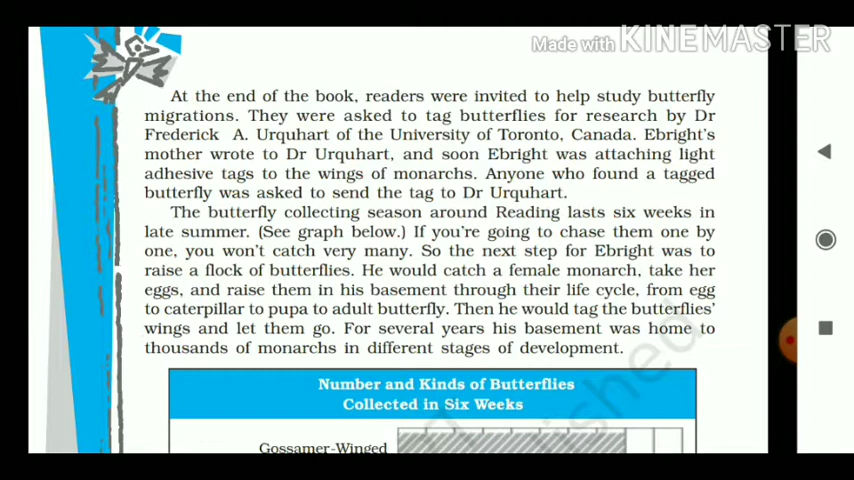 Made with KINEMASTER
At the end of the book, readers were invited to help study butterfly
migrations. They were asked to tag butterflies for research by Dr
Frederick A. Urquhart of the University of Toronto, Canada. Ebright's
mother wrote to Dr Urquhart, and soon Ebright was attaching light
adhesive tags to the wings of monarchs. Anyone who found a tagged
butterfly was asked to send the tag to Dr Urquhart.
The butterfly collecting season around Reading lasts six weeks in
late summer. (See graph below.) If you're going to chase them one by
one, you won't catch very many. So the next step for Ebright was to
raise a flock of butterflies. He would catch a female monarch, take her
eggs, and raise them in his basement through their life cycle, from egg
to caterpillar to pupa to adult butterfly. Then he would tag the butterflies'
wings and let them go. For several years his basement was home to
thousands of monarchs in different stages of development.
Number and Kinds of Butterflies
Collected in Six Weeks
Gossamer-Winged